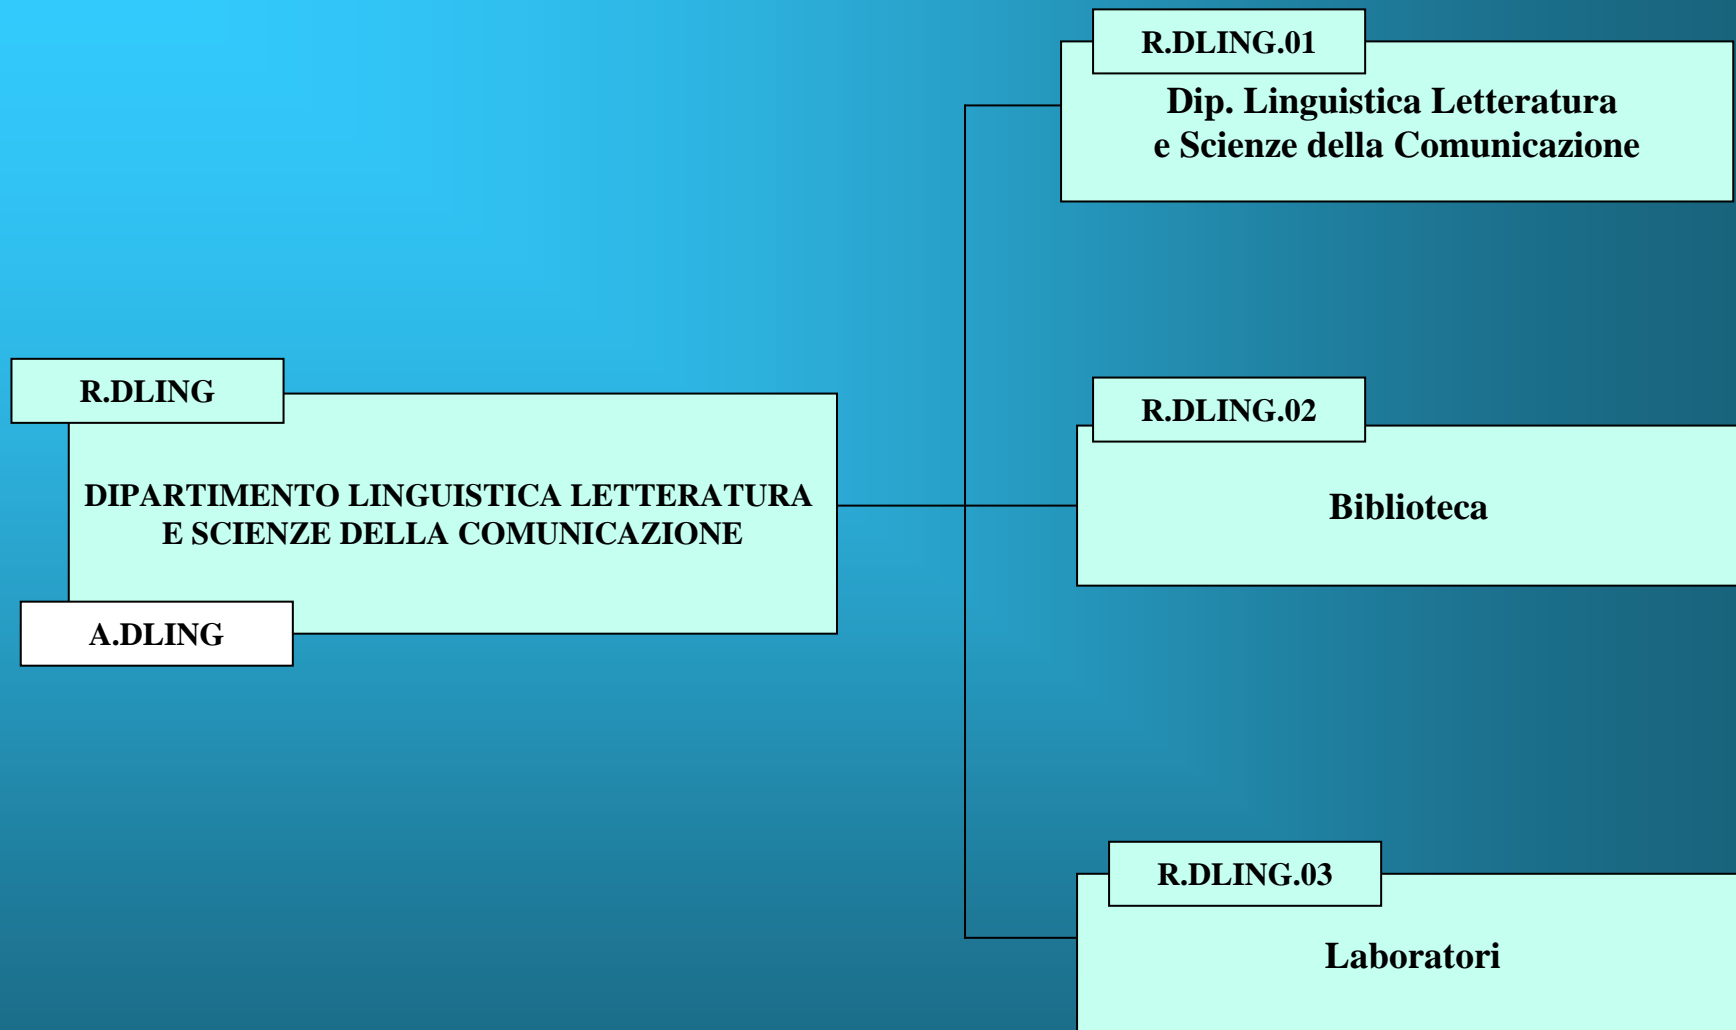 R.DLING.01
Dip. Linguistica Letteratura
e Scienze della Comunicazione
R.DLING
DIPARTIMENTO LINGUISTICA LETTERATURA
E SCIENZE DELLA COMUNICAZIONE
A.DLING
R.DLING.02
Biblioteca
R.DLING.03
Laboratori